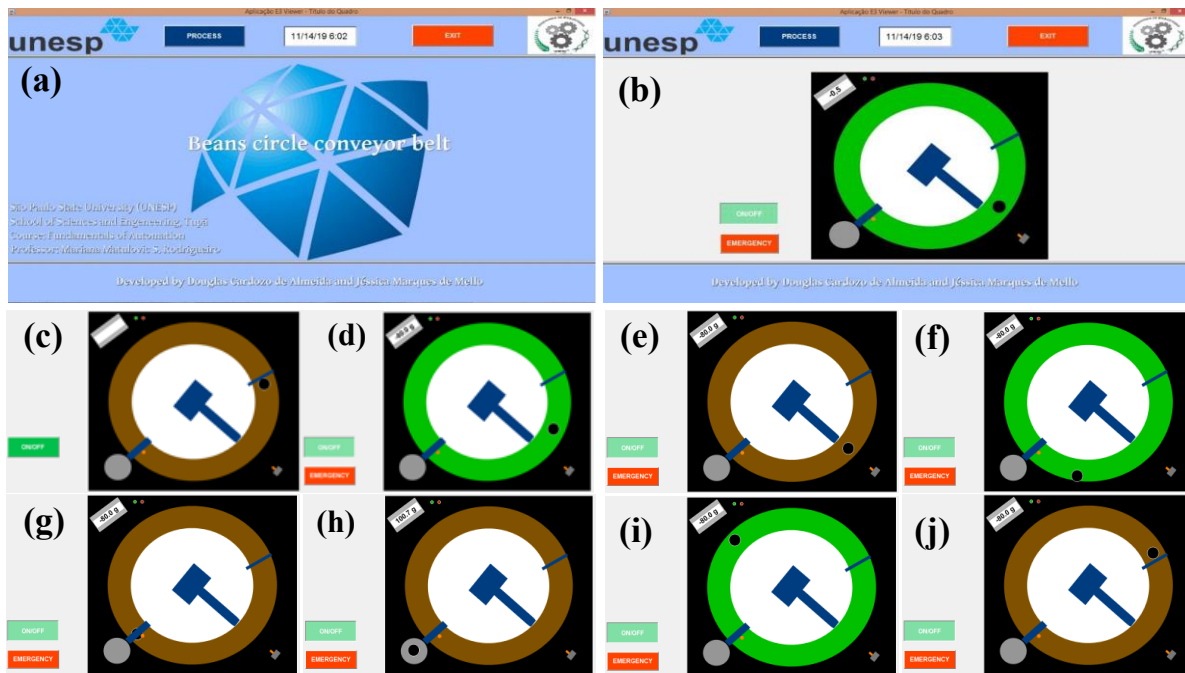 Aplicação E3 Viewer - Título do Quadro
unesp
PROCESS
11/14/19 6:02
EXIT
(a)
Beans circle conveyor belt
São Paulo State University (UNESP)
School of Sciences and Engeneering, Tupã
Course: Fundamentals of Automation
Professor: Mariana Matulovic S. Rodrigueiro
Developed by Douglas Cardozo de Almeida and Jéssica Marques de Mello
Aplicação E3 Viewer - Título do Quadro
unesp
PROCESS
11/14/19 6:03
EXIT
(b)
-0,5
ON/OFF
EMERGENCY
Developed by Douglas Cardozo de Almeida and Jéssica Marques de Mello
(c)
ON/OFF
(d)
-80.0 g
ON/OFF
EMERGENCY
(e)
-80.0 g
ON/OFF
EMERGENCY
(f)
-80.0 g
ON/OFF
EMERGENCY
(g)
-80.0 g
ON/OFF
EMERGENCY
(h)
100.7 g
ON/OFF
EMERGENCY
(i)
-80.0 g
ON/OFF
EMERGENCY
(j)
-80.0 g
ON/OFF
EMERGENCY